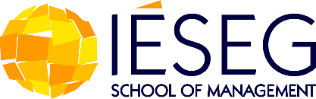 IÉSEG
SCHOOL OF MANAGEMENT